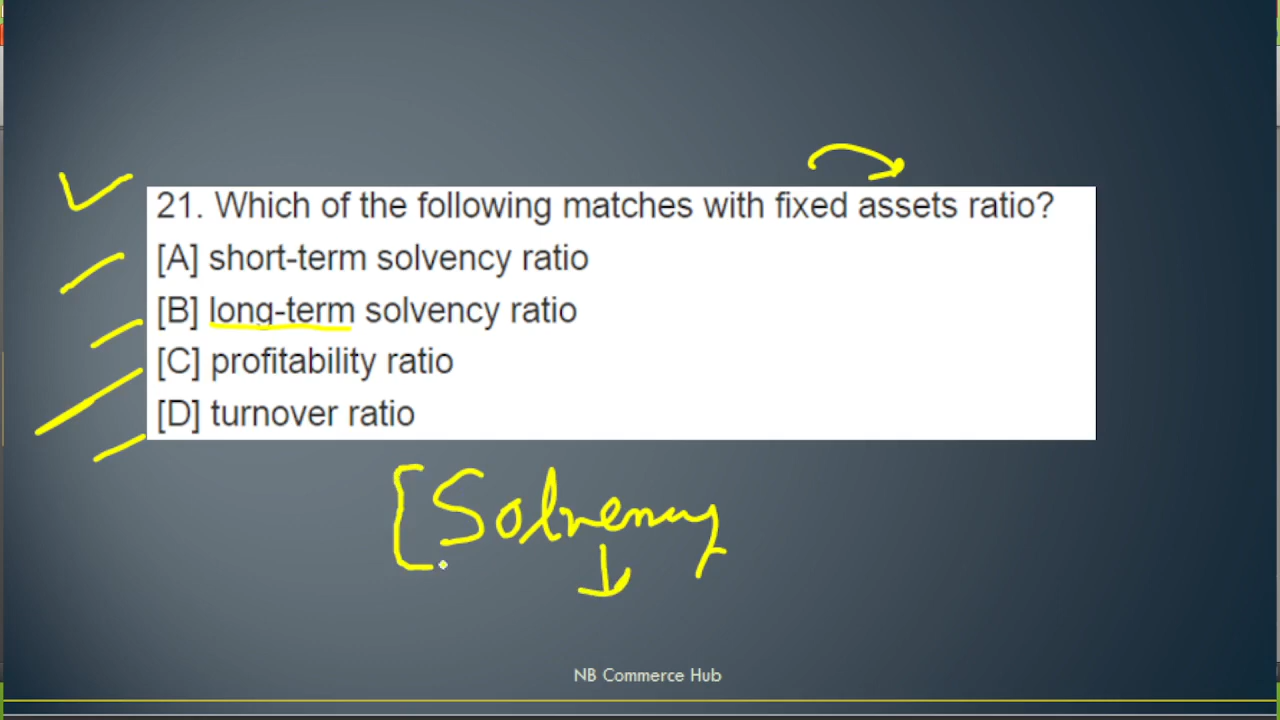 21. Which of the following matches with fixed assets ratio?
[A] short-term solvency ratio
[B] long-term solvency ratio
[C] profitability ratio
[D] turnover ratio
[Solvency
NB Commerce Hub